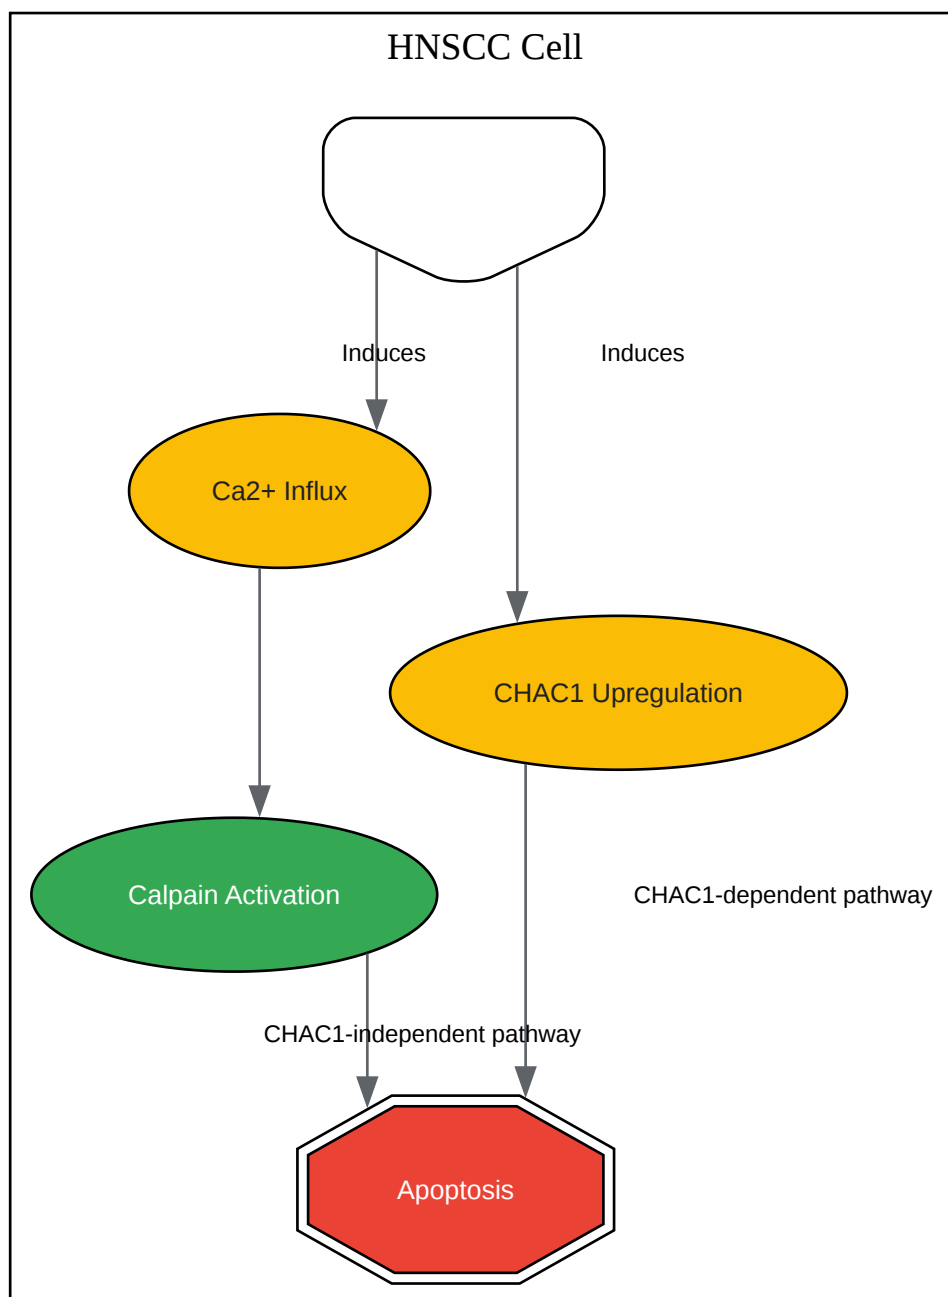 HNSCC Cell
Induces
Induces
Ca2+ Influx
CHAC1 Upregulation
Calpain Activation
CHAC1-dependent pathway
CHAC1-independent pathway
Apoptosis